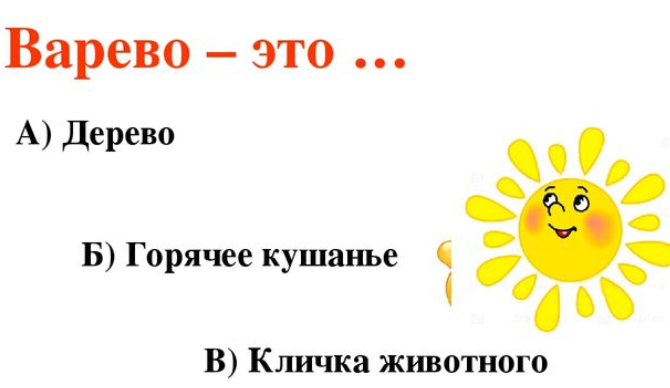 Варево – это …
А) Дерево
Б) Горячее кушанье
В) Кличка животного